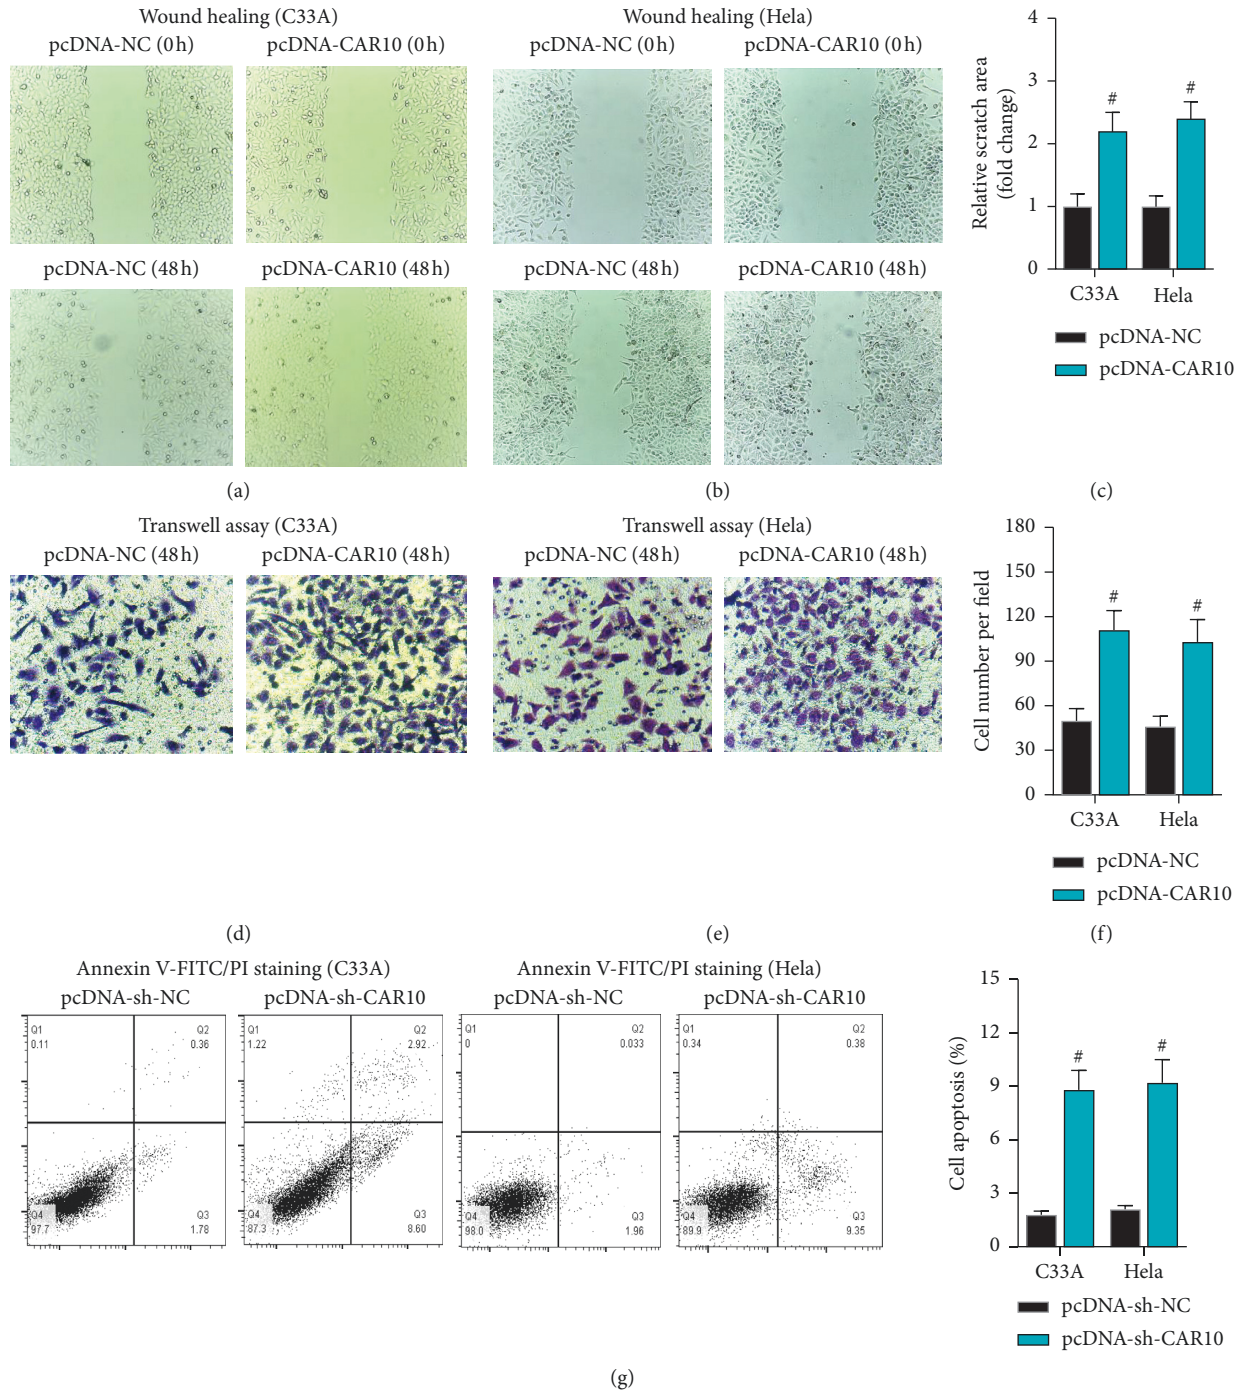 Wound healing (C33A)
pcDNA-NC (0 h)
pcDNA-CAR10 (0 h)
pcDNA-NC (48 h)
pcDNA-CAR10 (48 h)
(a)
Wound healing (Hela)
pcDNA-NC (0 h)
pcDNA-CAR10 (0 h)
pcDNA-NC (48 h)
pcDNA-CAR10 (48 h)
(b)
Relative scratch area
(fold change)
4
3
2
1
0
#
#
C33A
Hela
pcDNA-NC
pcDNA-CAR10
(c)
Transwell assay (C33A)
pcDNA-NC (48 h)
pcDNA-CAR10 (48 h)
(d)
Transwell assay (Hela)
pcDNA-NC (48 h)
pcDNA-CAR10 (48 h)
(e)
Cell number per field
180
150
120
90
60
30
0
#
#
C33A
Hela
pcDNA-NC
pcDNA-CAR10
(f)
Annexin V-FITC/PI staining (C33A)
pcDNA-sh-NC
Q1
0.11
Q2
0.36
Q4
97.7
Q3
1.78
pcDNA-sh-CAR10
Q1
1.22
Q2
2.92
Q4
87.3
Q3
8.60
Annexin V-FITC/PI staining (Hela)
pcDNA-sh-NC
Q1
0
Q2
0.033
Q4
98.0
Q3
1.96
pcDNA-sh-CAR10
Q1
0.34
Q2
0.38
Q4
89.9
Q3
9.35
Cell apoptosis (%)
15
12
9
6
3
0
#
#
C33A
Hela
pcDNA-sh-NC
pcDNA-sh-CAR10
(g)